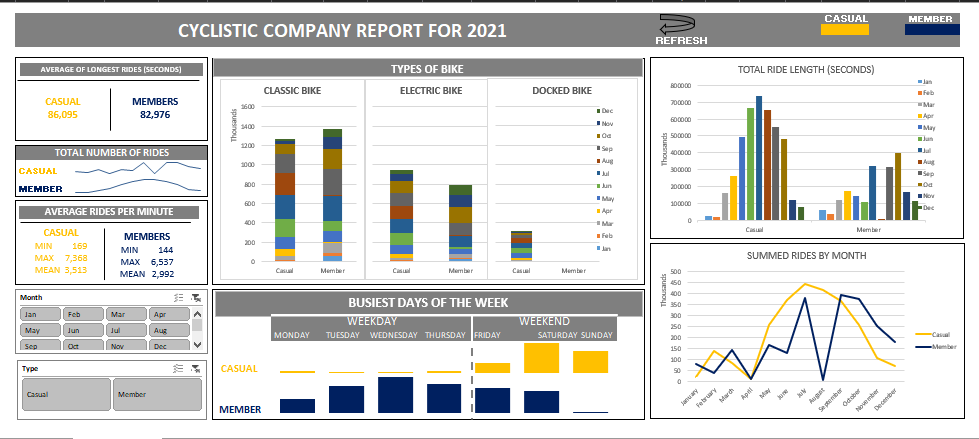 CYCLISTIC COMPANY REPORT FOR 2021
REFRESH
CASUAL
MEMBER
AVERAGE OF LONGEST RIDES (SECONDS)
CASUAL MEMBERS
86,095 82,976
TOTAL NUMBER OF RIDES
CASUAL
MEMBER
AVERAGE RIDES PER MINUTE
CASUAL MEMBERS
MIN 169 MIN 144
MAX 7,368 MAX 6,537
MEAN 3,513 MEAN 2,992
Month
Jan Feb Mar Apr
May Jun Jul Aug
Sep Oct Nov Dec
Type
Casual Member
TYPES OF BIKE
CLASSIC BIKE ELECTRIC BIKE DOCKED BIKE
Thousands
1600
1400
1200
1000
800
600
400
200
0
Casual Member Casual Member Casual Member
Dec
Nov
Oct
Sep
Aug
Jul
Jun
May
Apr
Mar
Feb
Jan
BUSIEST DAYS OF THE WEEK
WEEKDAY WEEKEND
MONDAY TUESDAY WEDNESDAY THURSDAY FRIDAY SATURDAY SUNDAY
CASUAL
MEMBER
TOTAL RIDE LENGTH (SECONDS)
Thousands
800000
700000
600000
500000
400000
300000
200000
100000
0
Casual Member
Jan
Feb
Mar
Apr
May
Jun
Jul
Aug
Sep
Oct
Nov
Dec
SUMMED RIDES BY MONTH
Thousands
500
450
400
350
300
250
200
150
100
50
0
January February March April May June July August September October November December
Casual
Member